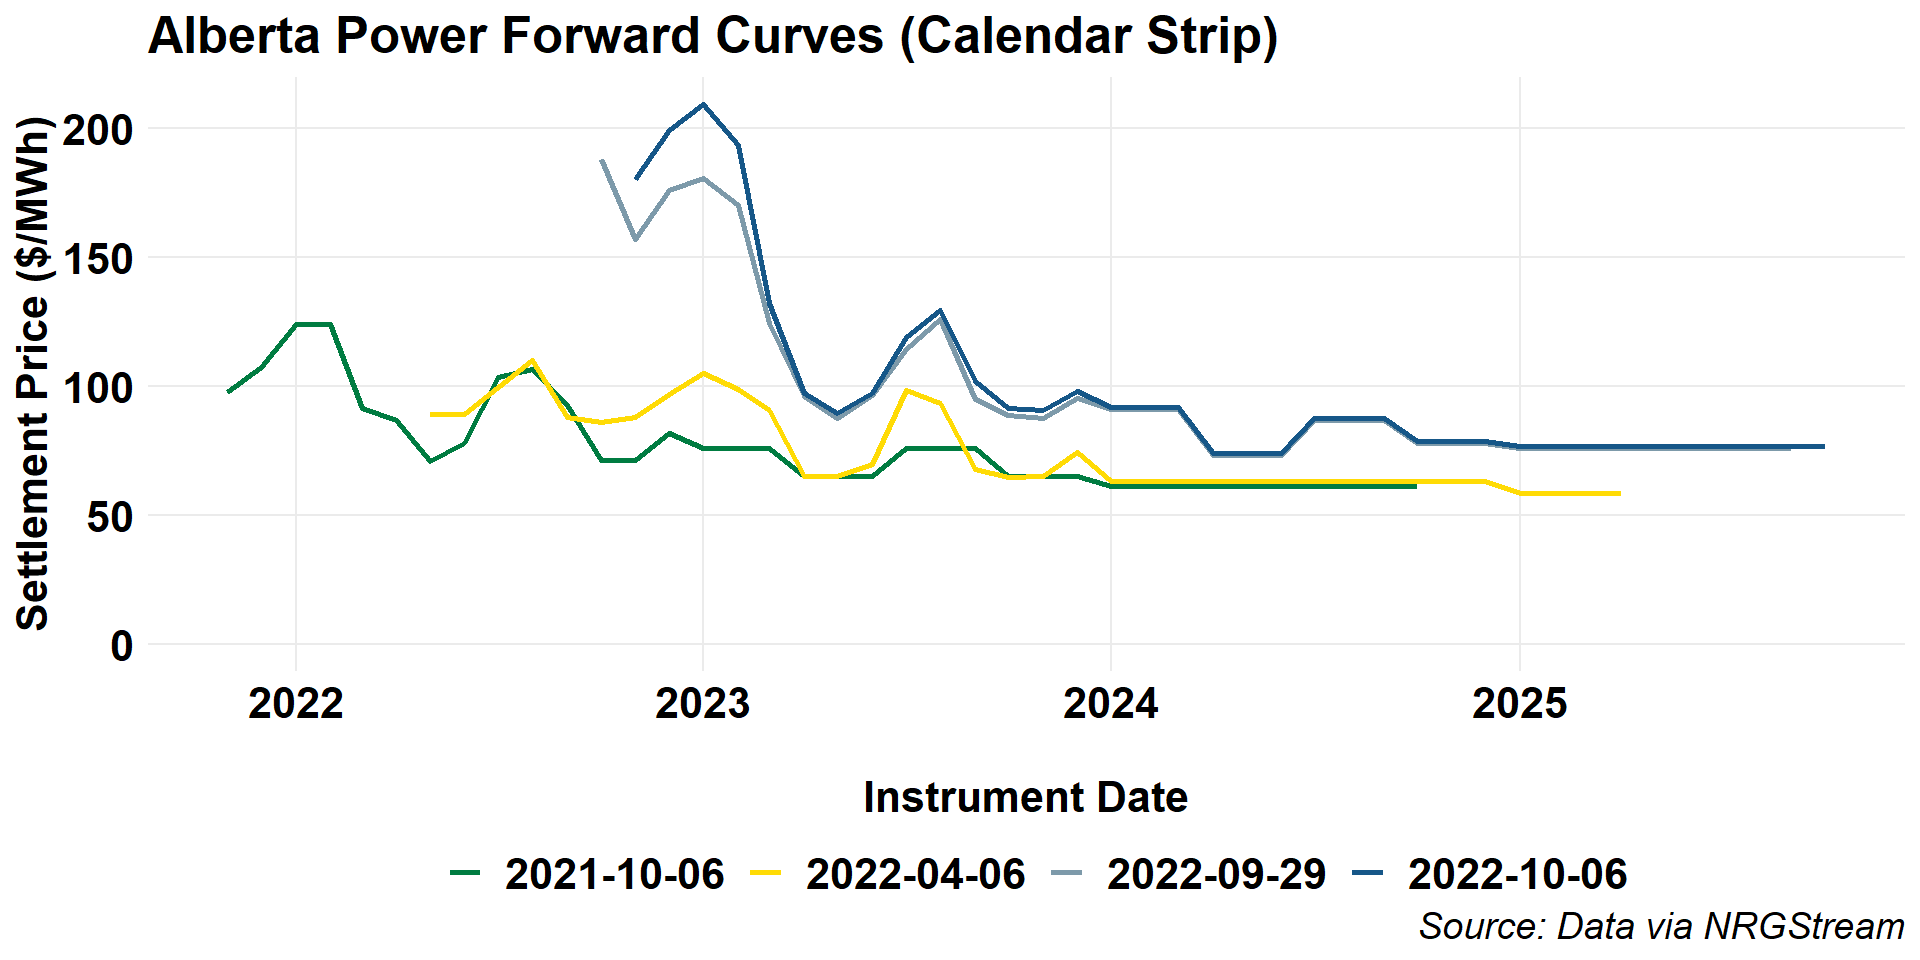 Alberta Power Forward Curves (Calendar Strip)
Settlement Price ($/MWh)
200
150
100
50
0
2022 2023 2024 2025
Instrument Date
2021-10-06 2022-04-06 2022-09-29 2022-10-06
Source: Data via NRGStream